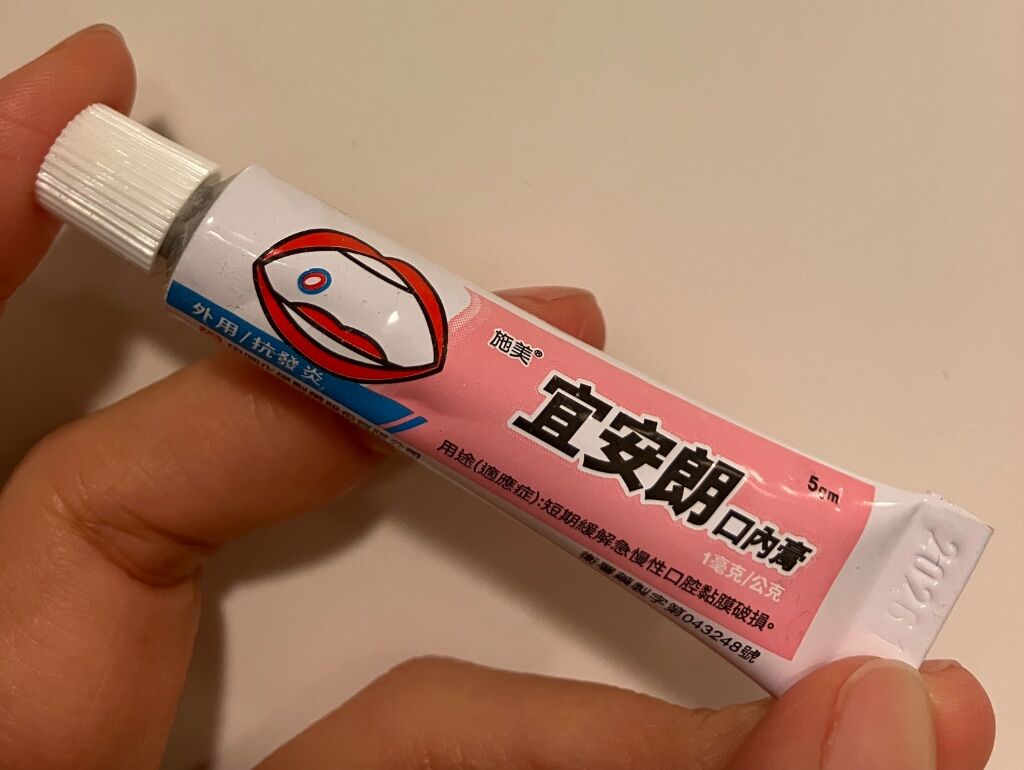 外用/抗發炎
施美®
宜安朗口內膏
5gm
1毫克/公克
用途(適應症):短期緩解急慢性口腔黏膜破損。
衛署藥製字第043248號
2026